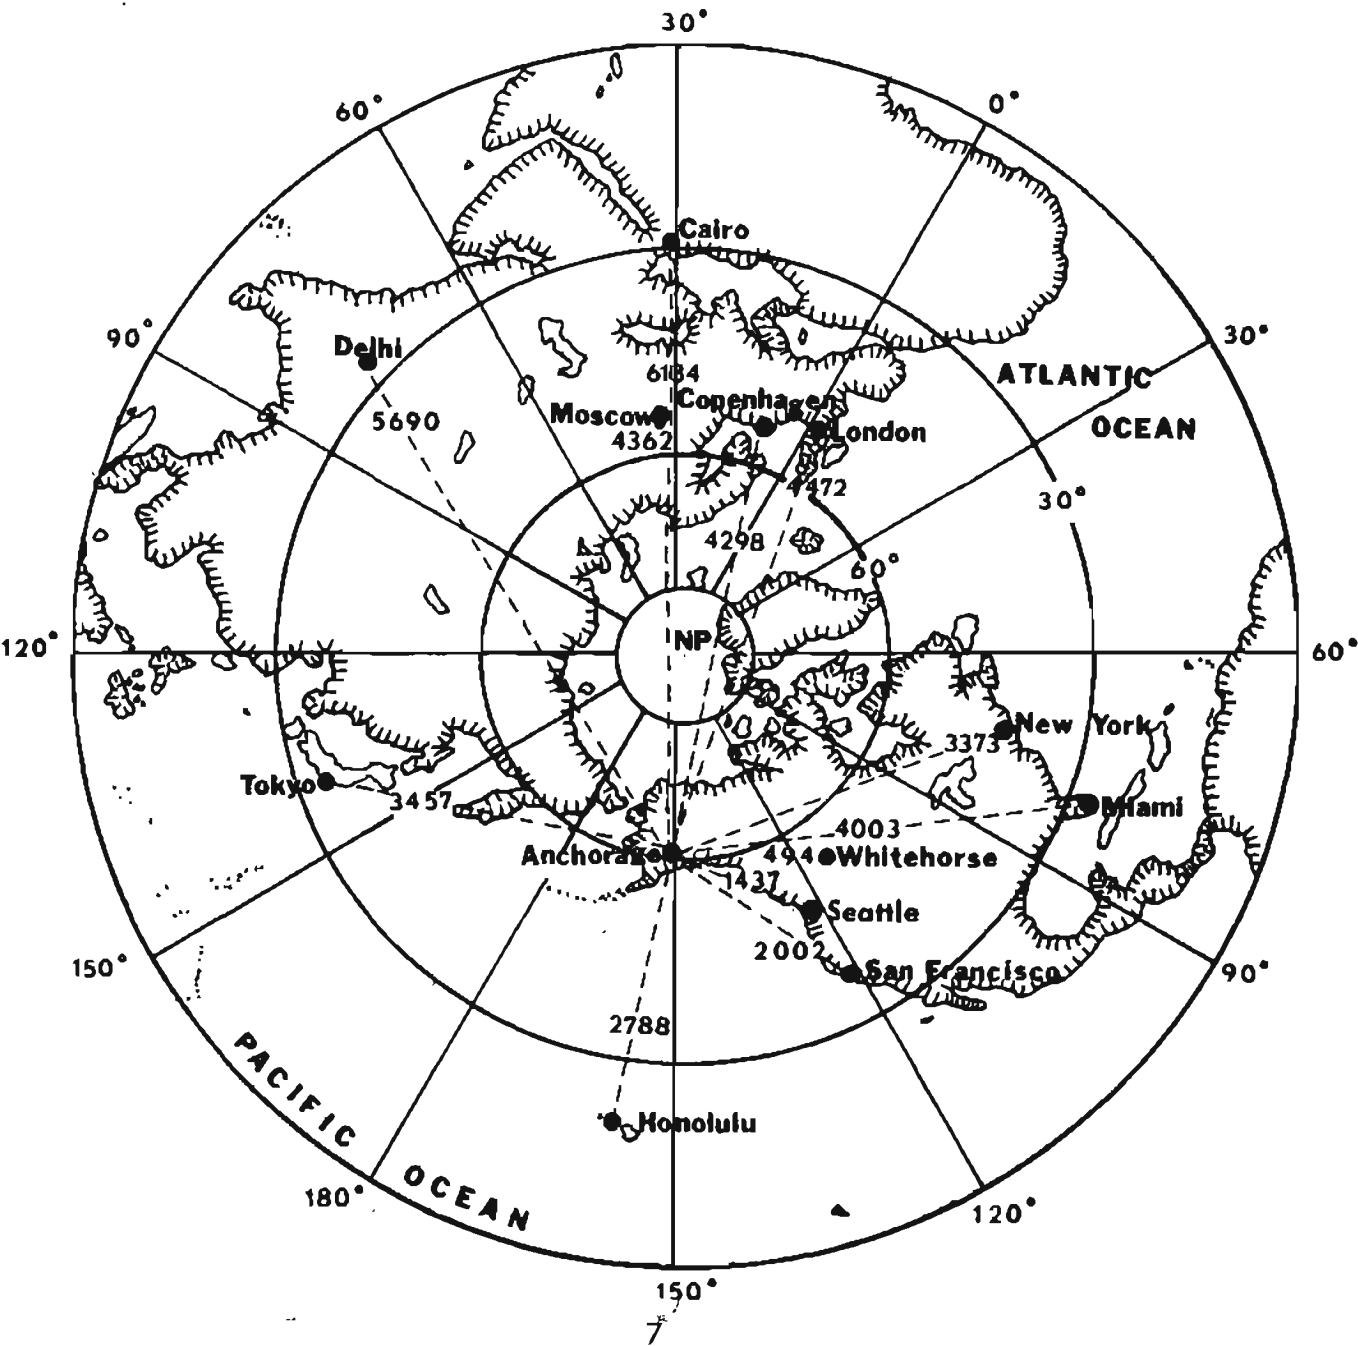 30°
60°
0°
Cairo
90°
Delhi
30°
ATLANTIC
6184
Copenhagen
5690
Moscow
OCEAN
4362
London
4472
30°
4298
60°
NP
120°
60°
New York
3373
Tokyo
3457
Miami
4003
Anchorage
494 Whitehorse
1437
Seattle
2002
San Francisco
150°
90°
2788
PACIFIC
Honolulu
180°
OCEAN
120°
150°
7